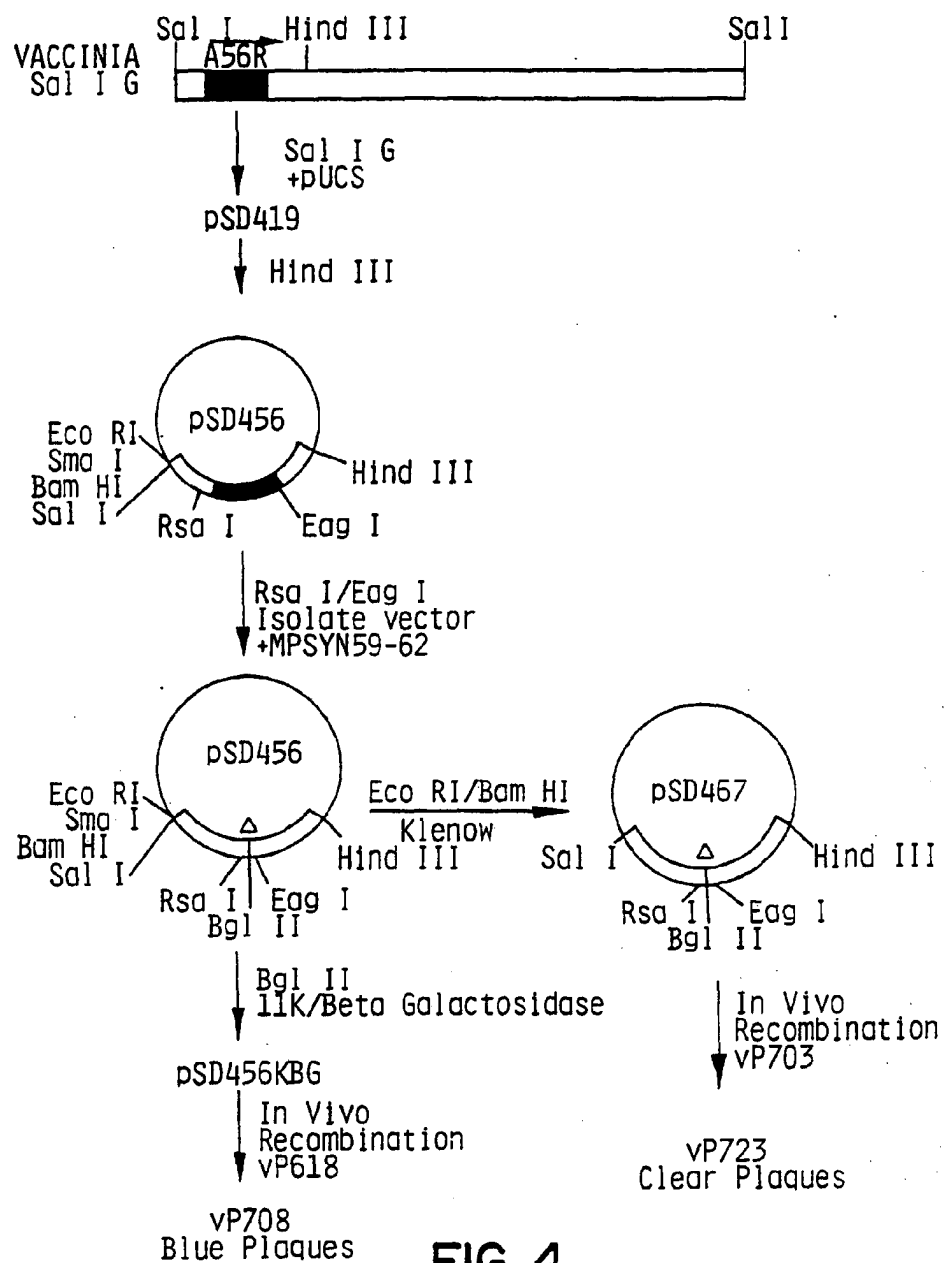 Sal I Hind III SalI
VACCINIA A56R
Sal I G
Sal I G
+pUCS
pSD419
Hind III
pSD456
Eco RI
Sma I
Bam HI
Sal I
Hind III
Rsa I Eag I
Rsa I/Eag I
Isolate vector
+MPSYN59-62
pSD456
Eco RI
Sma I
Bam HI
Sal I
Δ
Hind III
Rsa I Eag I
Bgl II
Eco RI/Bam HI
Klenow
pSD467
Sal I
Δ
Hind III
Rsa I Eag I
Bgl II
Bgl II
11K/Beta Galactosidase
pSD456KBG
In Vivo
Recombination
vP618
vP708
Blue Plaques
In Vivo
Recombination
vP703
vP723
Clear Plaques
FIG. 4